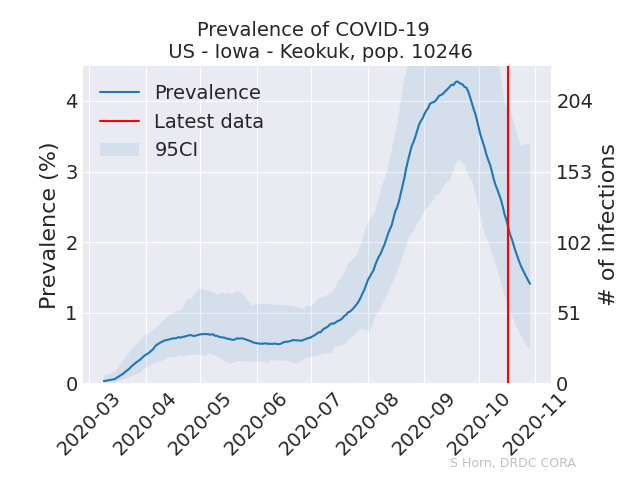 Prevalence of COVID-19
US - Iowa - Keokuk, pop. 10246
Prevalence
Latest data
95CI
Prevalence (%)
4
3
2
1
0
204
153
102
51
0
# of infections
2020-03
2020-04
2020-05
2020-06
2020-07
2020-08
2020-09
2020-10
2020-11
S Horn, DRDC CORA